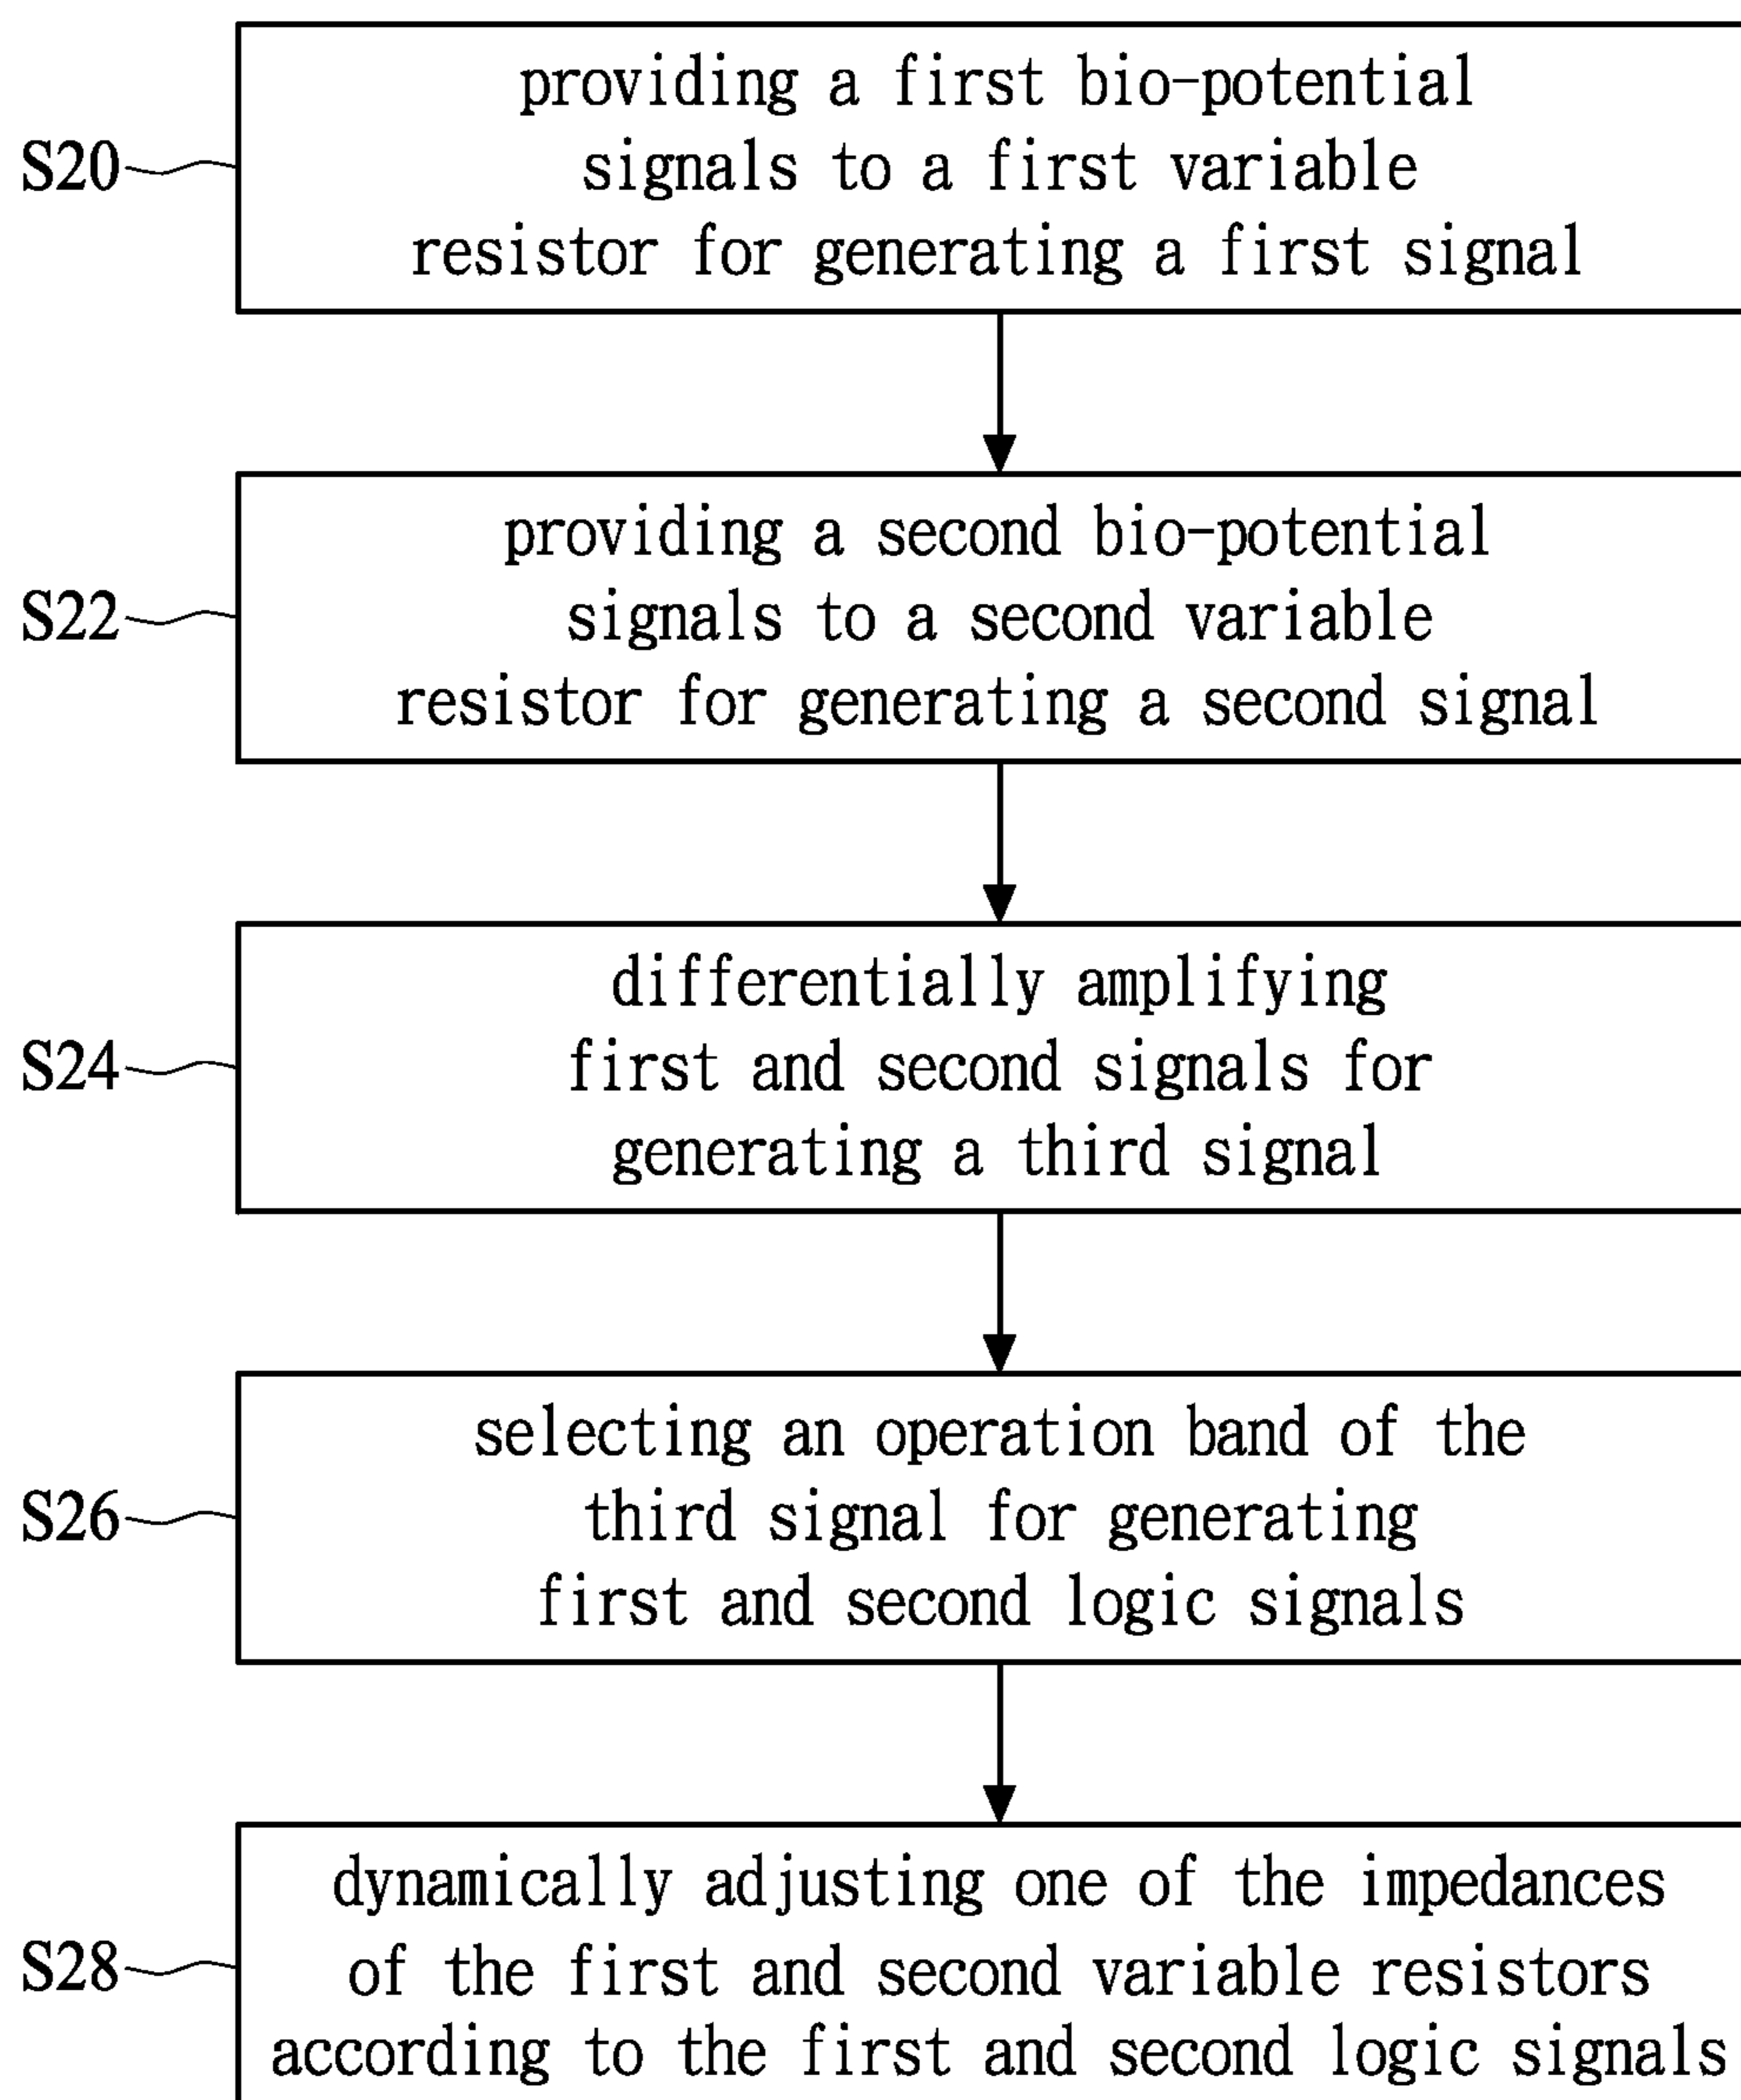 S20
providing a first bio-potential
signals to a first variable
resistor for generating a first signal
S22
providing a second bio-potential
signals to a second variable
resistor for generating a second signal
S24
differentially amplifying
first and second signals for
generating a third signal
S26
selecting an operation band of the
third signal for generating
first and second logic signals
S28
dynamically adjusting one of the impedances
of the first and second variable resistors
according to the first and second logic signals